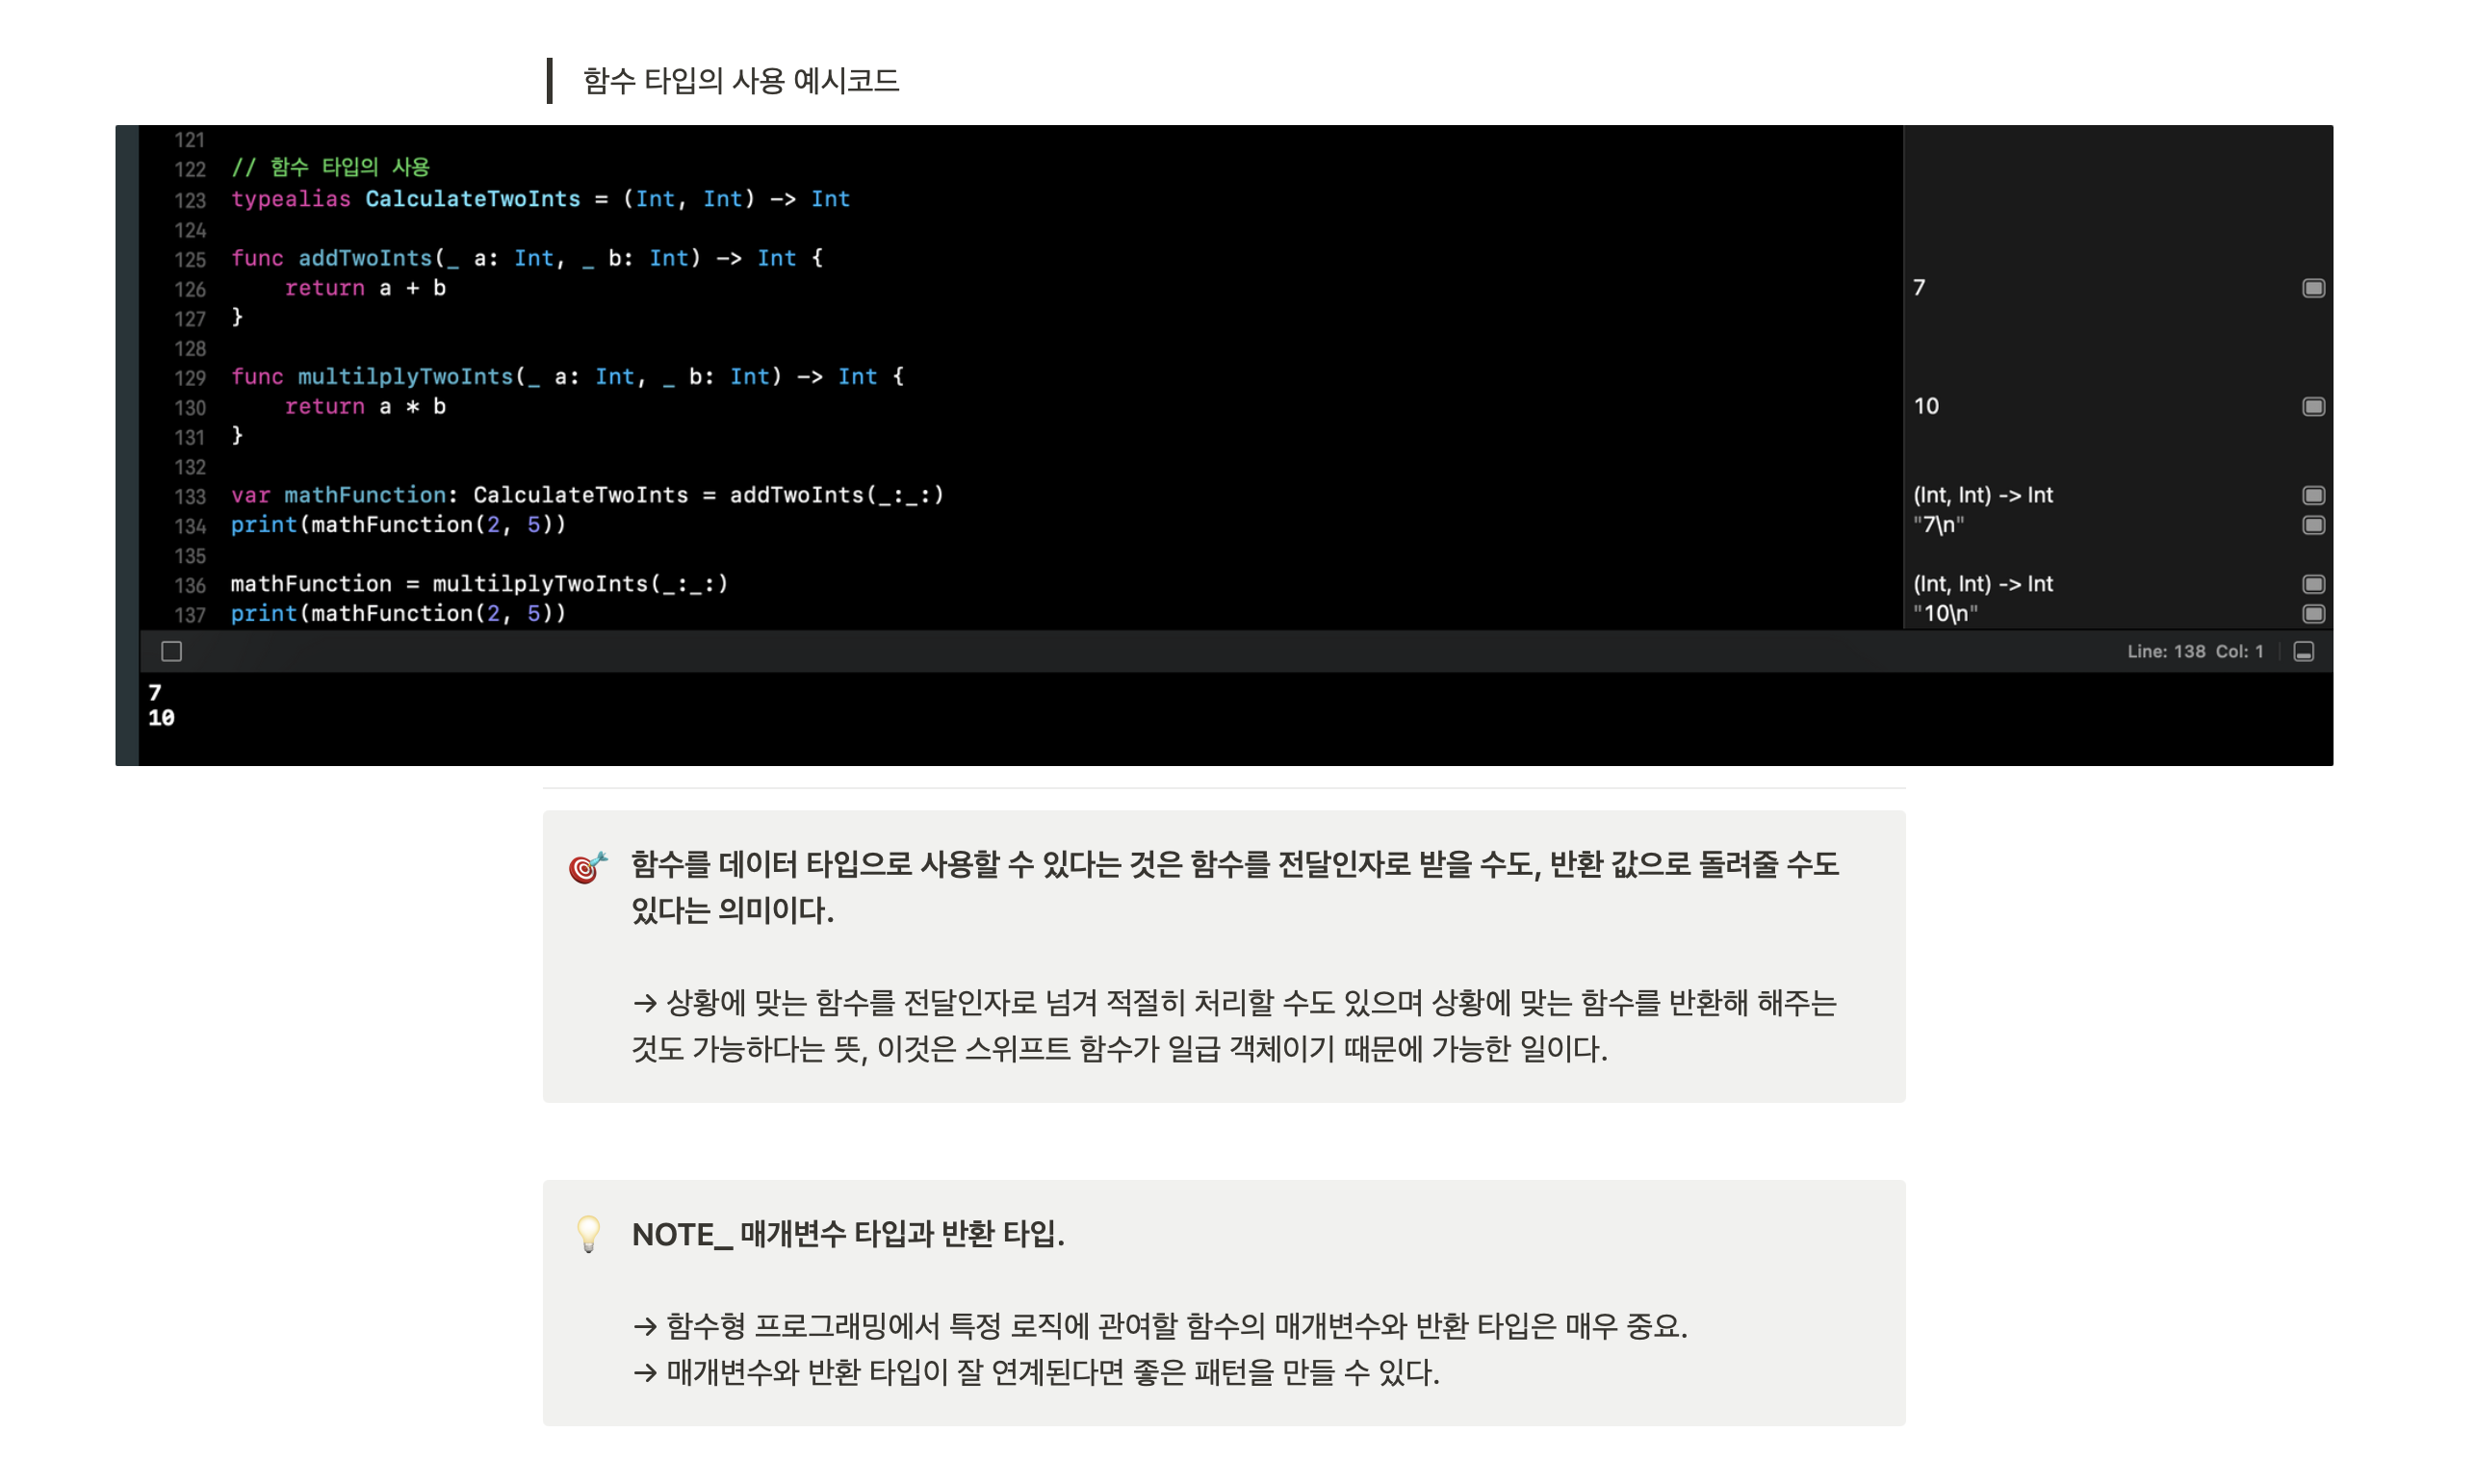 함수 타입의 사용 예시코드
121
122 // 함수 타입의 사용
123 typealias CalculateTwoInts = (Int, Int) -> Int
124
125 func addTwoInts(_ a: Int, _ b: Int) -> Int {
126     return a + b 7
127 }
128
129 func multilplyTwoInts(_ a: Int, _ b: Int) -> Int {
130     return a * b 10
131 }
132
133 var mathFunction: CalculateTwoInts = addTwoInts(_:_:) (Int, Int) -> Int
134 print(mathFunction(2, 5)) "7\n"
135
136 mathFunction = multilplyTwoInts(_:_:) (Int, Int) -> Int
137 print(mathFunction(2, 5)) "10\n"
Line: 138 Col: 1
7
10
함수를 데이터 타입으로 사용할 수 있다는 것은 함수를 전달인자로 받을 수도, 반환 값으로 돌려줄 수도
있다는 의미이다.
→ 상황에 맞는 함수를 전달인자로 넘겨 적절히 처리할 수도 있으며 상황에 맞는 함수를 반환해 해주는
것도 가능하다는 뜻, 이것은 스위프트 함수가 일급 객체이기 때문에 가능한 일이다.
NOTE_ 매개변수 타입과 반환 타입.
→ 함수형 프로그래밍에서 특정 로직에 관여할 함수의 매개변수와 반환 타입은 매우 중요.
→ 매개변수와 반환 타입이 잘 연계된다면 좋은 패턴을 만들 수 있다.